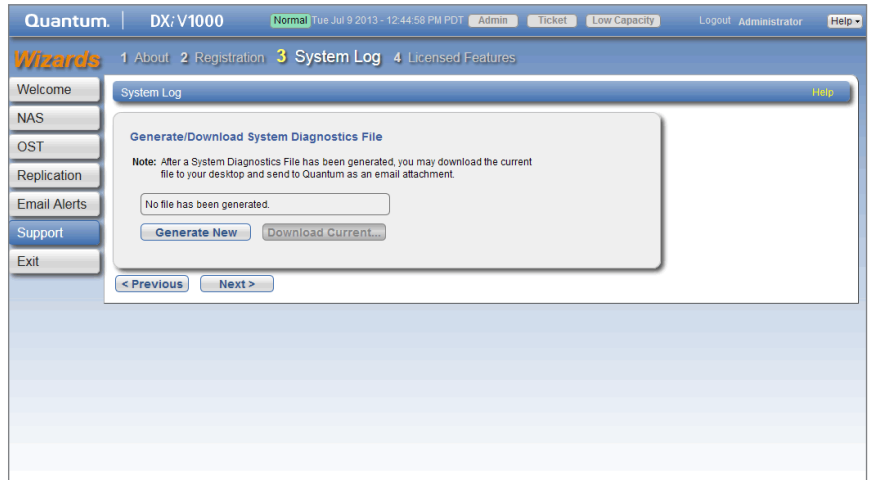 Quantum. DXi V1000 Normal Tue Jul 9 2013 - 12:44:58 PM PDT Admin Ticket Low Capacity Logout Administrator Help
Wizards 1 About 2 Registration 3 System Log 4 Licensed Features
Welcome
NAS
OST
Replication
Email Alerts
Support
Exit
System Log Help
Generate/Download System Diagnostics File
Note: After a System Diagnostics File has been generated, you may download the current
file to your desktop and send to Quantum as an email attachment.
No file has been generated.
Generate New Download Current...
< Previous Next >